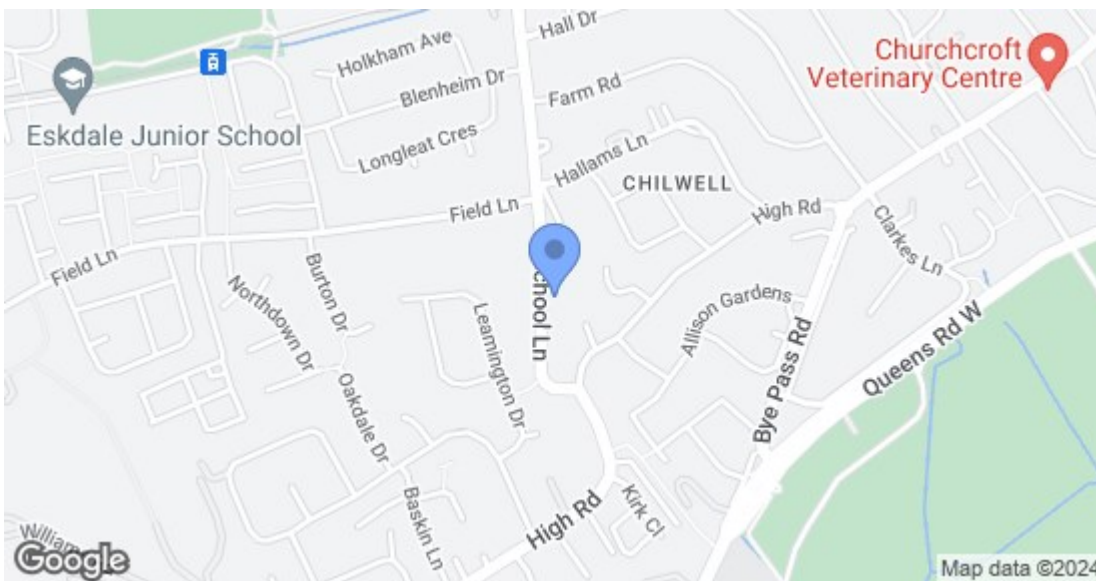 Hall Dr
Churchcroft
Veterinary Centre
Holkham Ave
Blenheim Dr
Farm Rd
Eskdale Junior School
Longleat Cres
Hallams Ln
CHILWELL
Field Ln
High Rd
Clarkes Ln
Field Ln
Burton Dr
chool Ln
Northdown Dr
Leamington Dr
Allison Gardens
Queens Rd W
Bye Pass Rd
Oakdale Dr
Baskin Ln
High Rd
Kirk Cl
William
Google
Map data ©2024